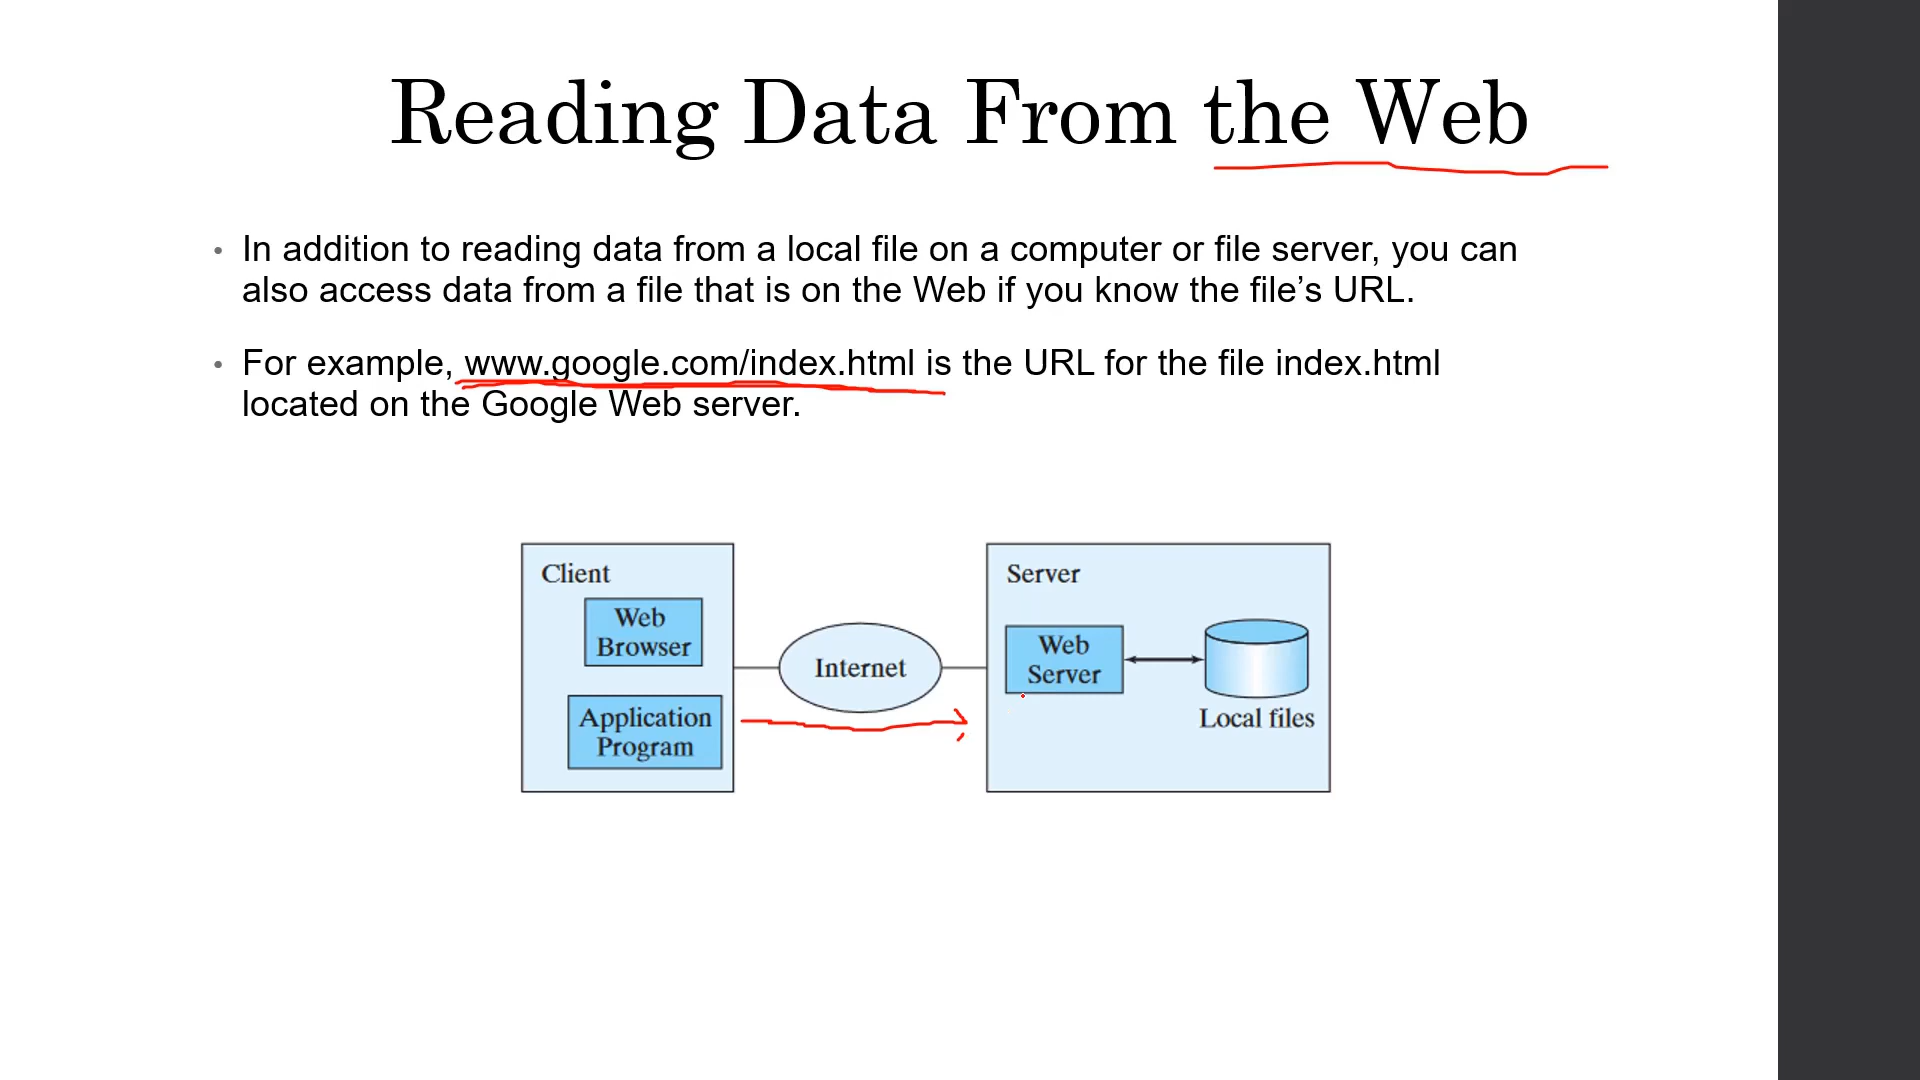 Reading Data From the Web
• In addition to reading data from a local file on a computer or file server, you can
also access data from a file that is on the Web if you know the file’s URL.
• For example, www.google.com/index.html is the URL for the file index.html
located on the Google Web server.
Client
Web
Browser
Application
Program
Internet
Server
Web
Server
Local files